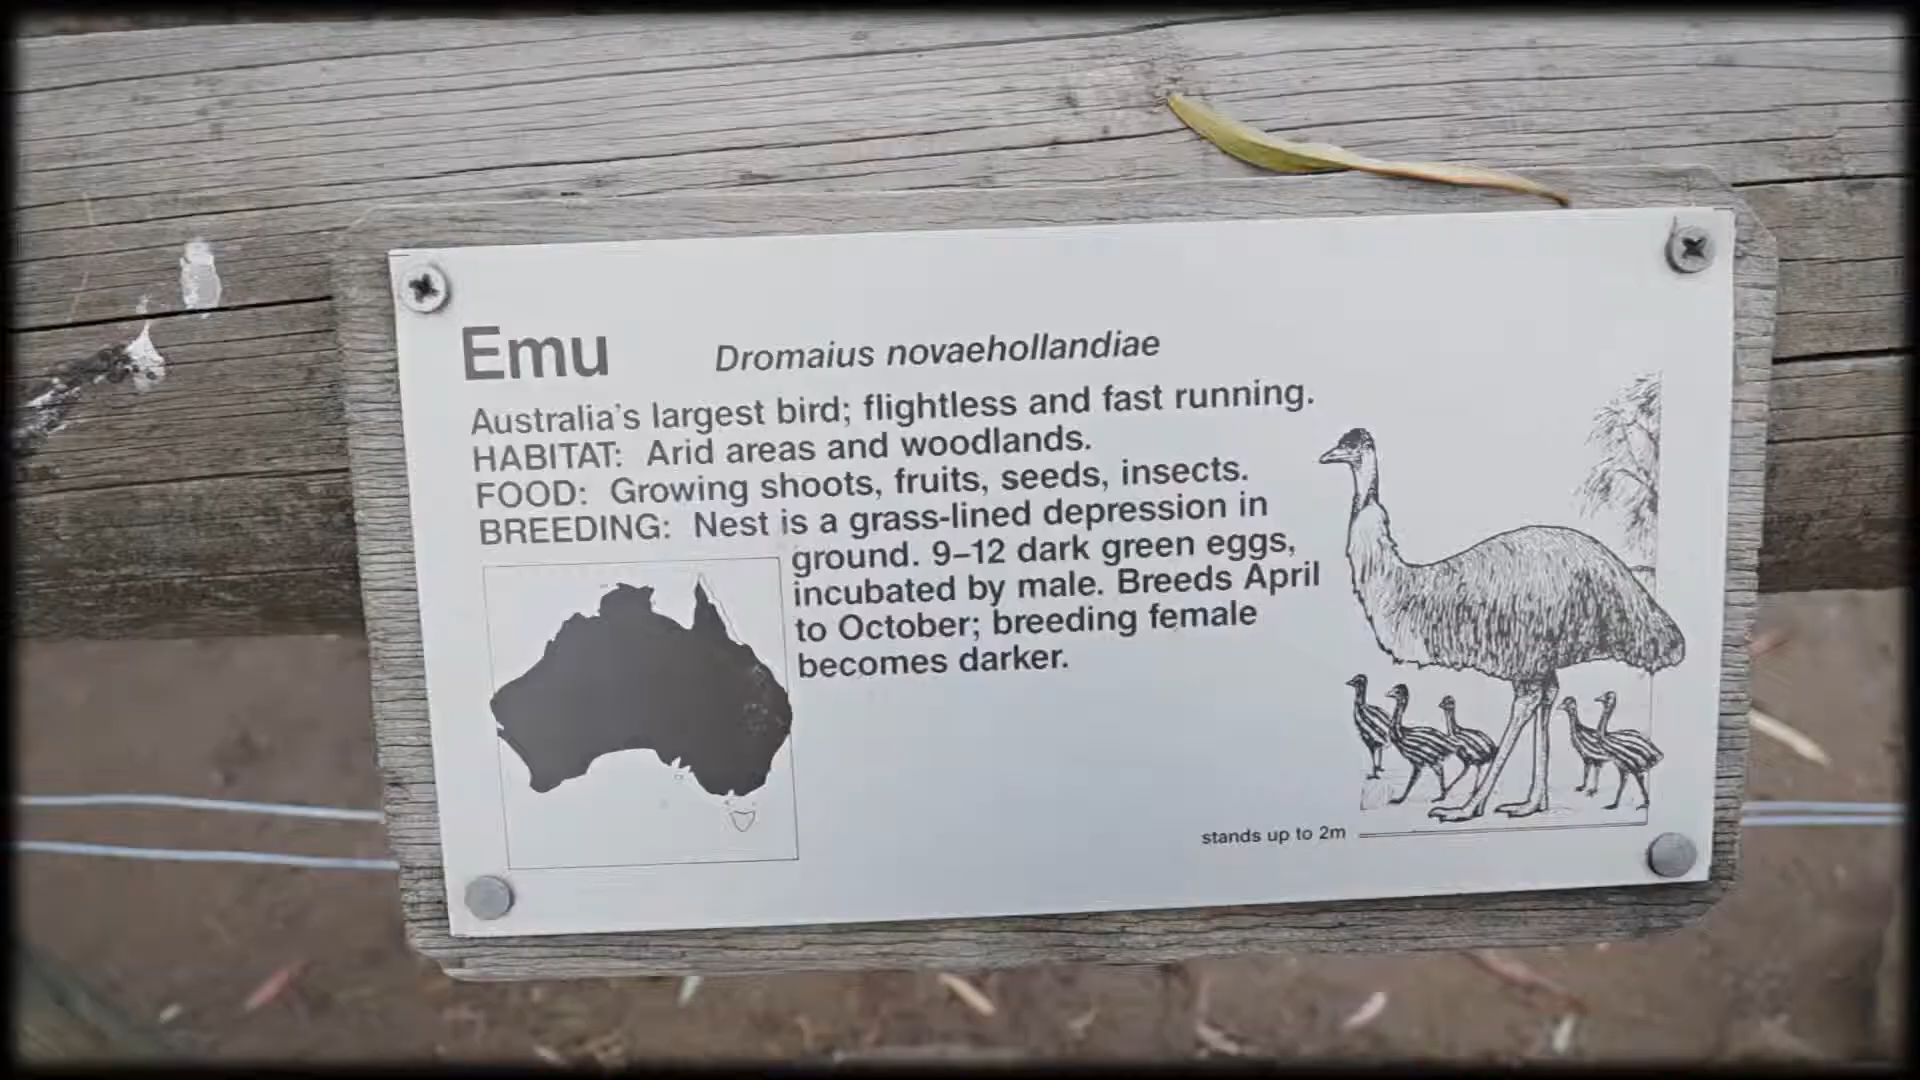 Emu Dromaius novaehollandiae
Australia's largest bird; flightless and fast running.
HABITAT: Arid areas and woodlands.
FOOD: Growing shoots, fruits, seeds, insects.
BREEDING: Nest is a grass-lined depression in
ground. 9–12 dark green eggs,
incubated by male. Breeds April
to October; breeding female
becomes darker.
stands up to 2m